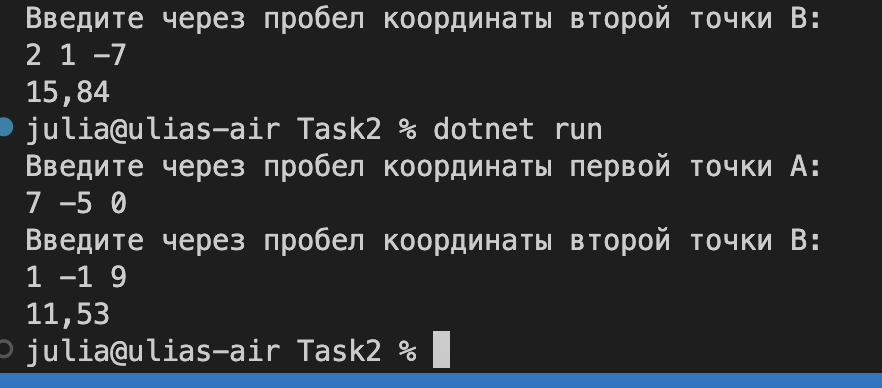 Введите через пробел координаты второй точки B:
2 1 -7
15,84
julia@ulias-air Task2 % dotnet run
Введите через пробел координаты первой точки A:
7 -5 0
Введите через пробел координаты второй точки B:
1 -1 9
11,53
julia@ulias-air Task2 %